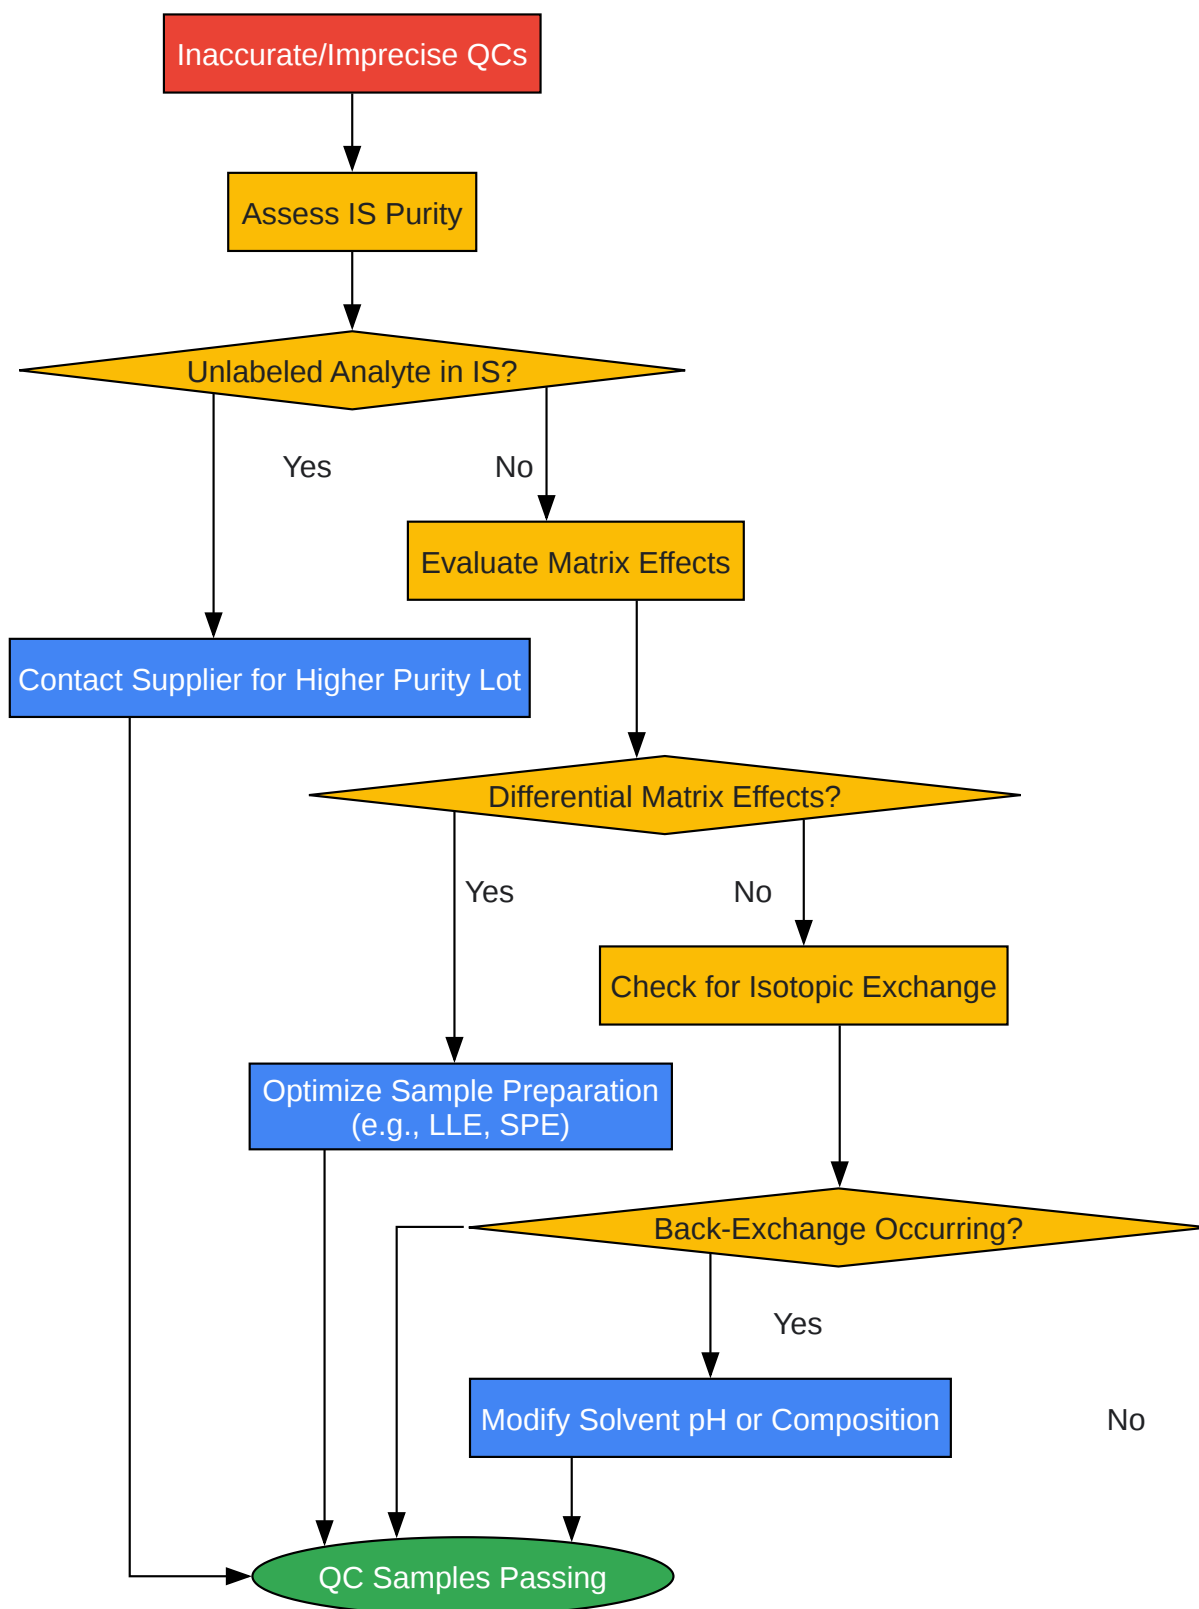 Inaccurate/Imprecise QCs
Assess IS Purity
Unlabeled Analyte in IS?
Yes
No
Evaluate Matrix Effects
Contact Supplier for Higher Purity Lot
Differential Matrix Effects?
Yes
No
Check for Isotopic Exchange
Optimize Sample Preparation
(e.g., LLE, SPE)
Back-Exchange Occurring?
Yes
Modify Solvent pH or Composition
No
QC Samples Passing